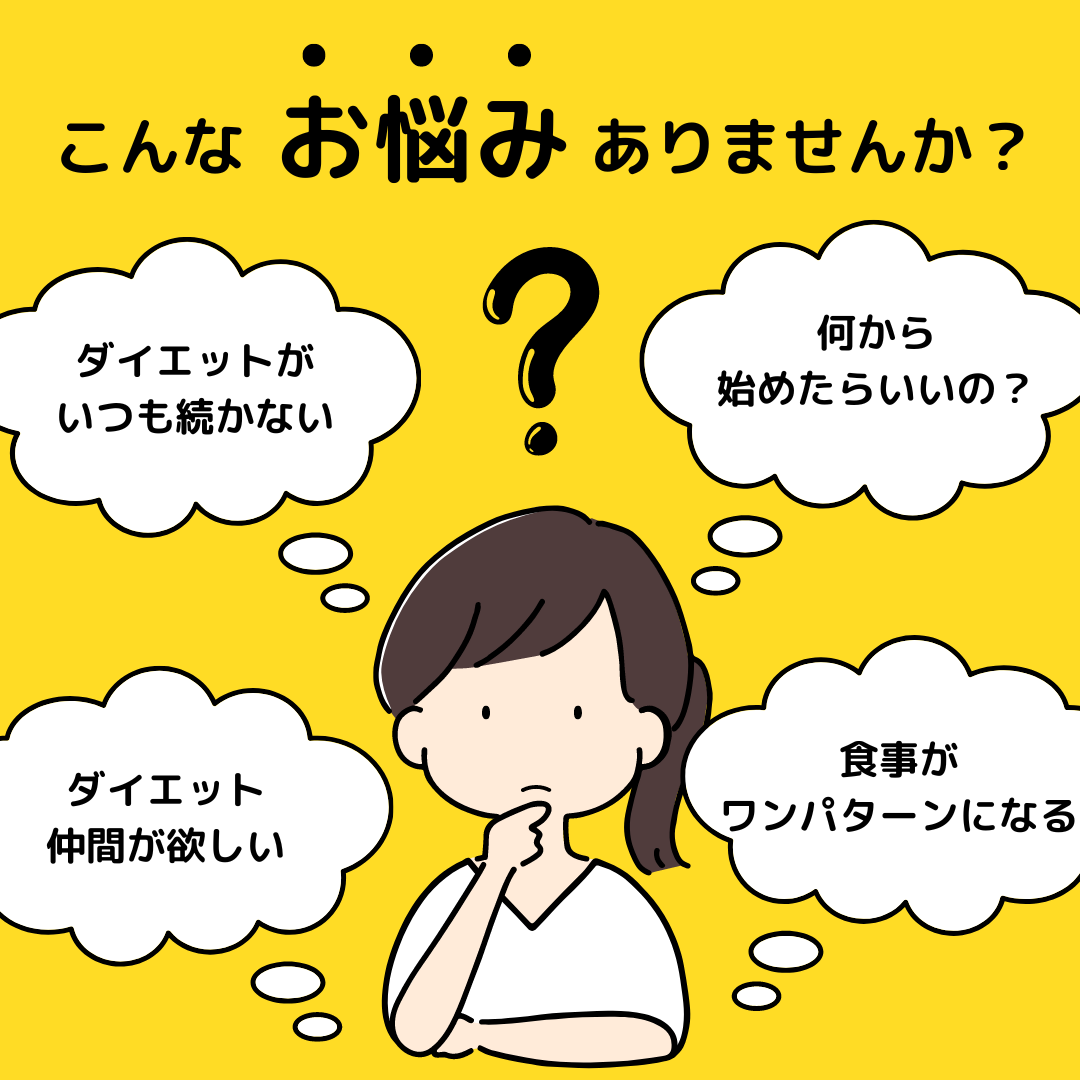 こんな お悩み ありませんか？
ダイエットが
いつも続かない
何から
始めたらいいの？
ダイエット
仲間が欲しい
食事が
ワンパターンになる